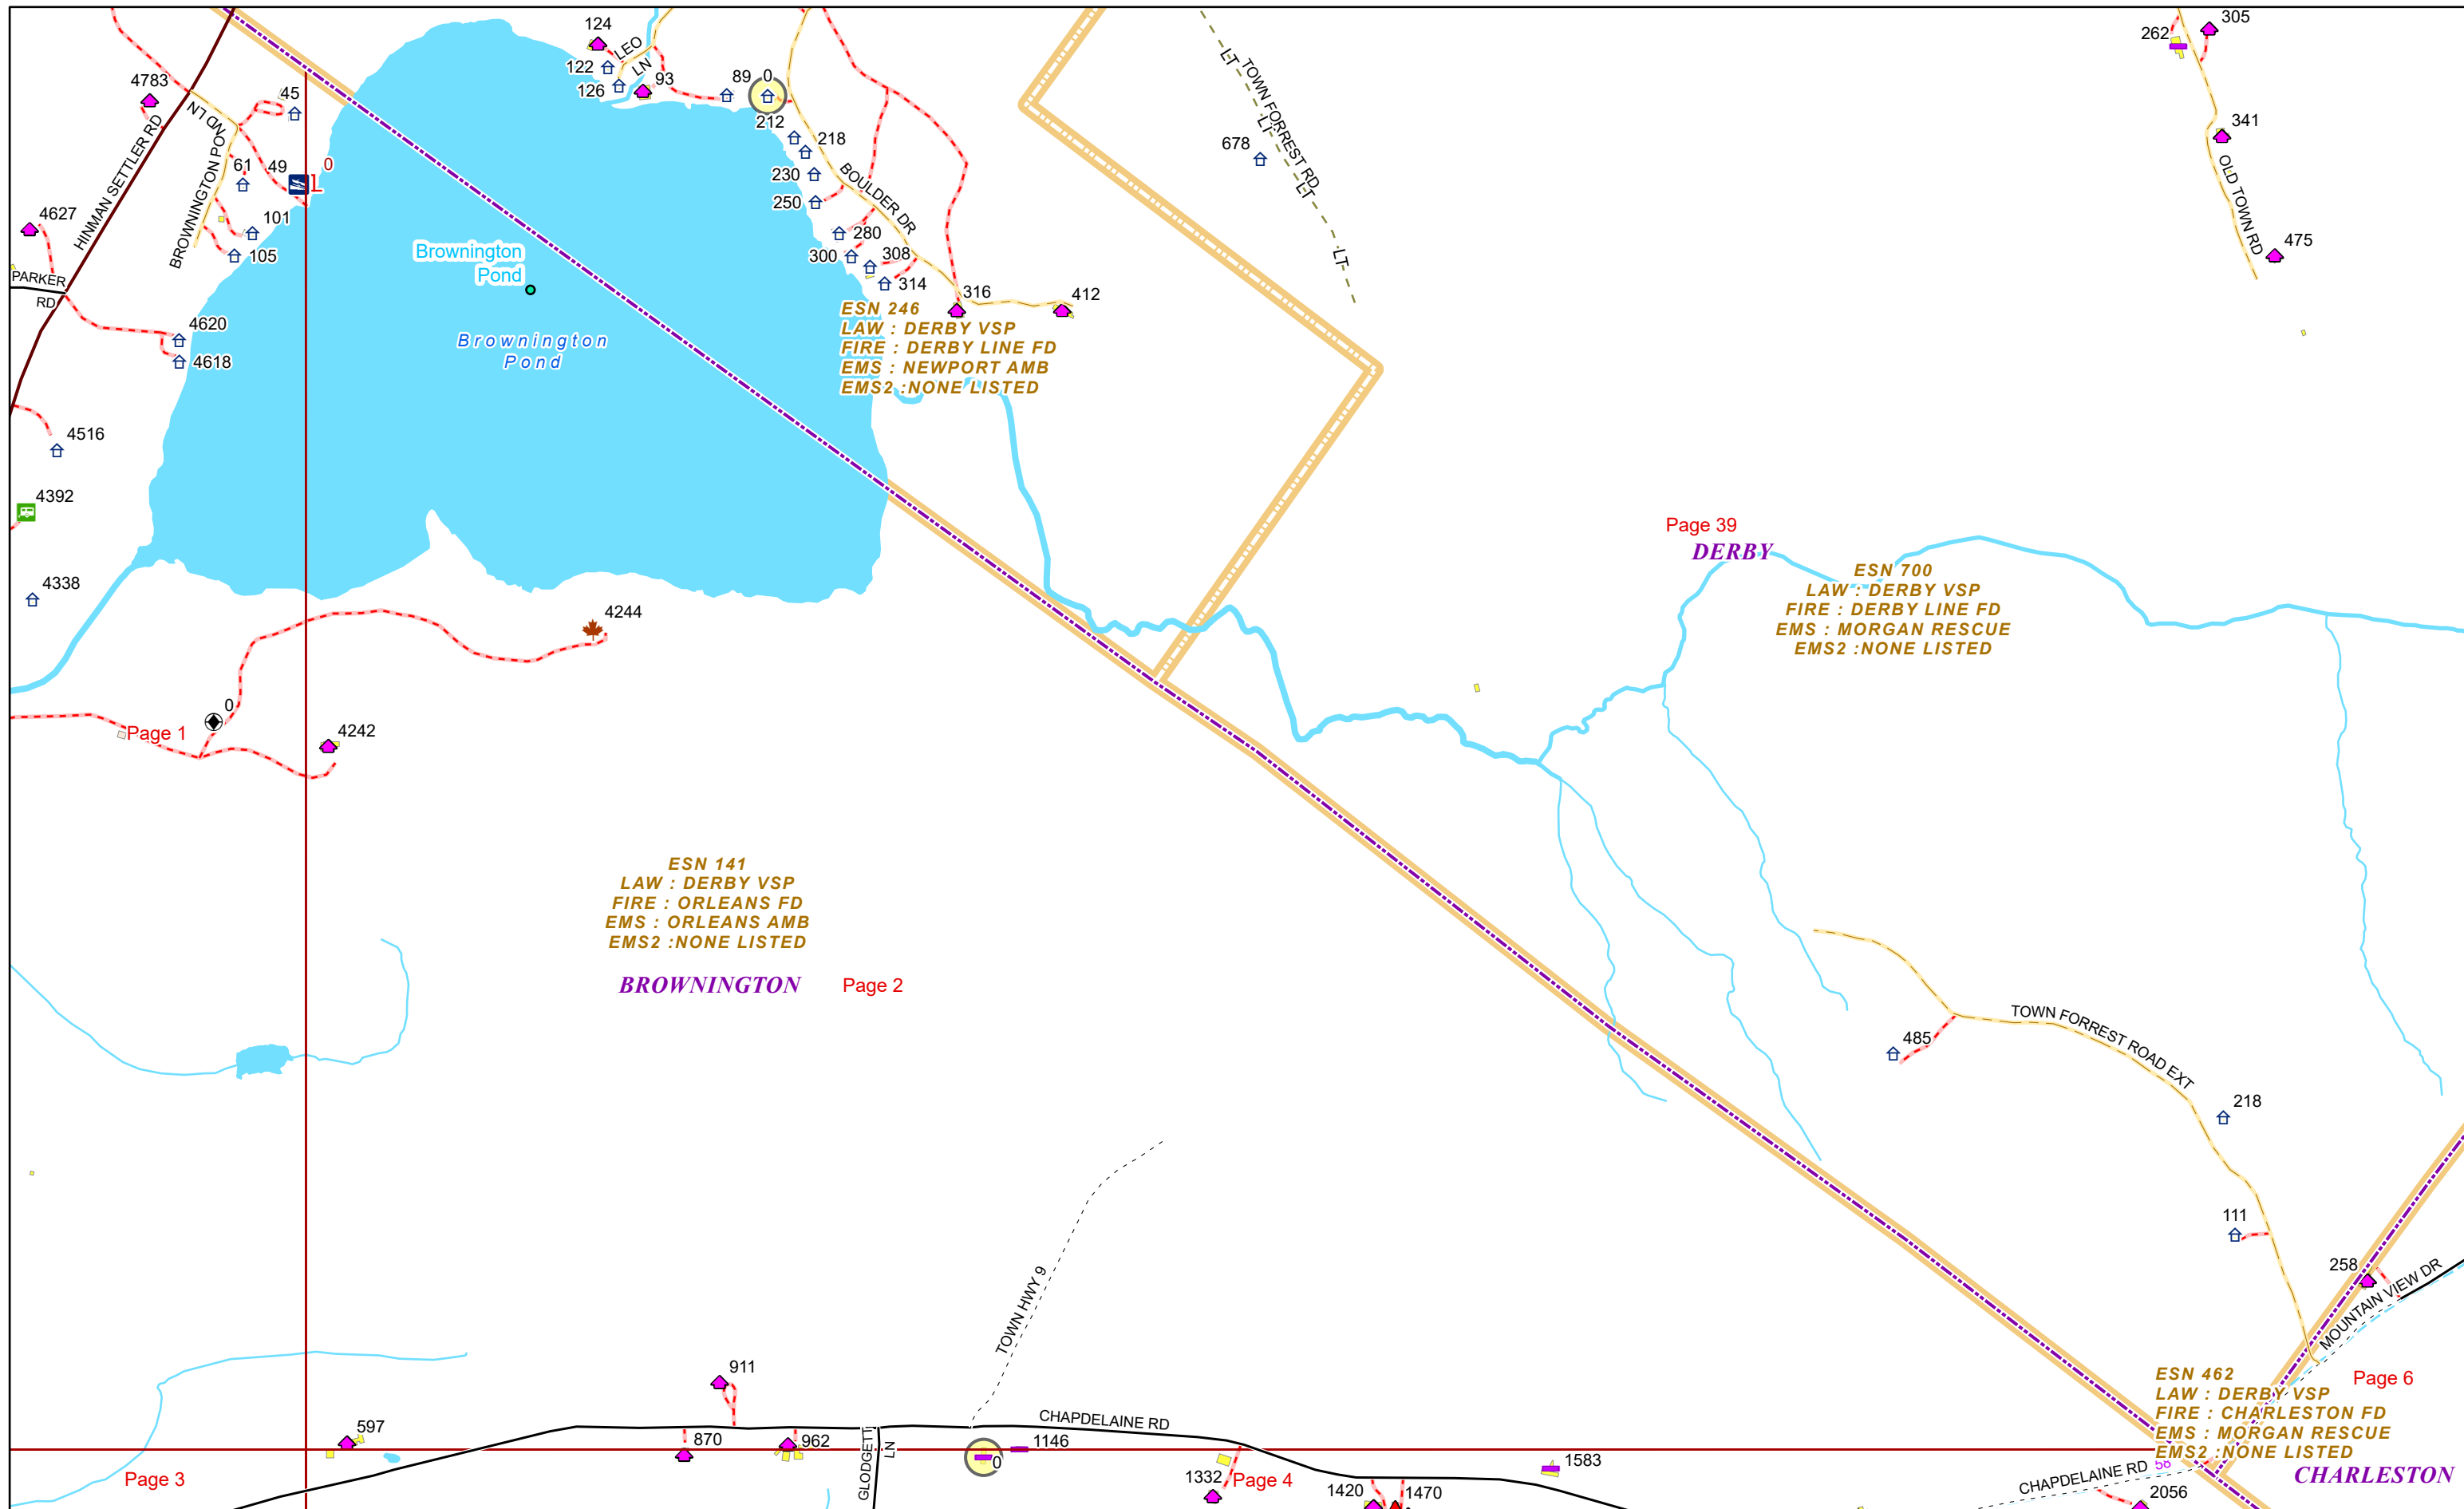 124
LEO
LN
122
126
93
89
0
212
218
230
250
BOULDER DR
280
300
308
314
316
412
4783
45
BROWNINGTON POND LN
61
49
0
101
105
HINMAN SETTLER RD
4627
PARKER
RD
4620
4618
4516
4392
4338
Brownington
Pond
Brownington
Pond
ESN 246
LAW : DERBY VSP
FIRE : DERBY LINE FD
EMS : NEWPORT AMB
EMS2 :NONE LISTED
LT
TOWN FORREST RD
LT
LT
LT
678
262
305
341
OLD TOWN RD
475
Page 39
DERBY
ESN 700
LAW : DERBY VSP
FIRE : DERBY LINE FD
EMS : MORGAN RESCUE
EMS2 :NONE LISTED
4244
0
Page 1
4242
ESN 141
LAW : DERBY VSP
FIRE : ORLEANS FD
EMS : ORLEANS AMB
EMS2 :NONE LISTED
BROWNINGTON
Page 2
TOWN FORREST ROAD EXT
485
218
111
258
MOUNTAIN VIEW DR
TOWN HWY 9
911
597
870
962
GLODGETT
LN
CHAPDELAINE RD
0
1146
1332
Page 4
1420
1470
1583
Page 3
ESN 462
LAW : DERBY VSP
FIRE : CHARLESTON FD
EMS : MORGAN RESCUE
EMS2 :NONE LISTED
Page 6
58
CHARLESTON
CHAPDELAINE RD
2056